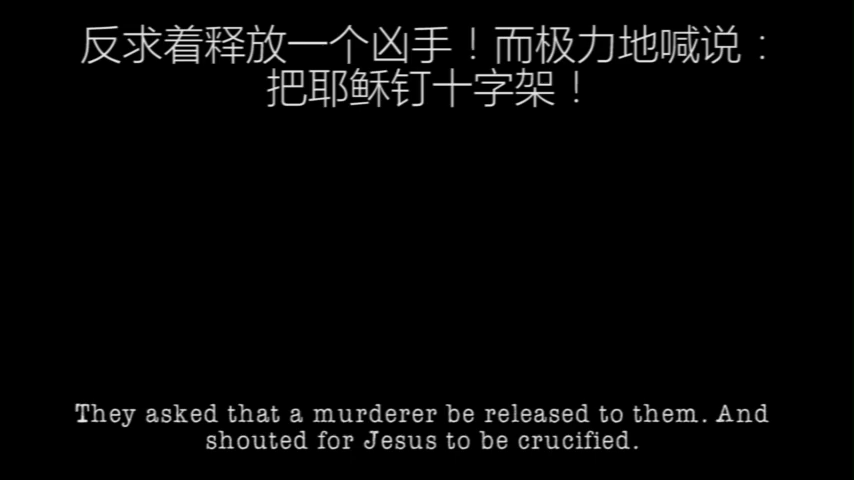 反求着释放一个凶手！而极力地喊说：
把耶稣钉十字架！
They asked that a murderer be released to them. And
shouted for Jesus to be crucified.